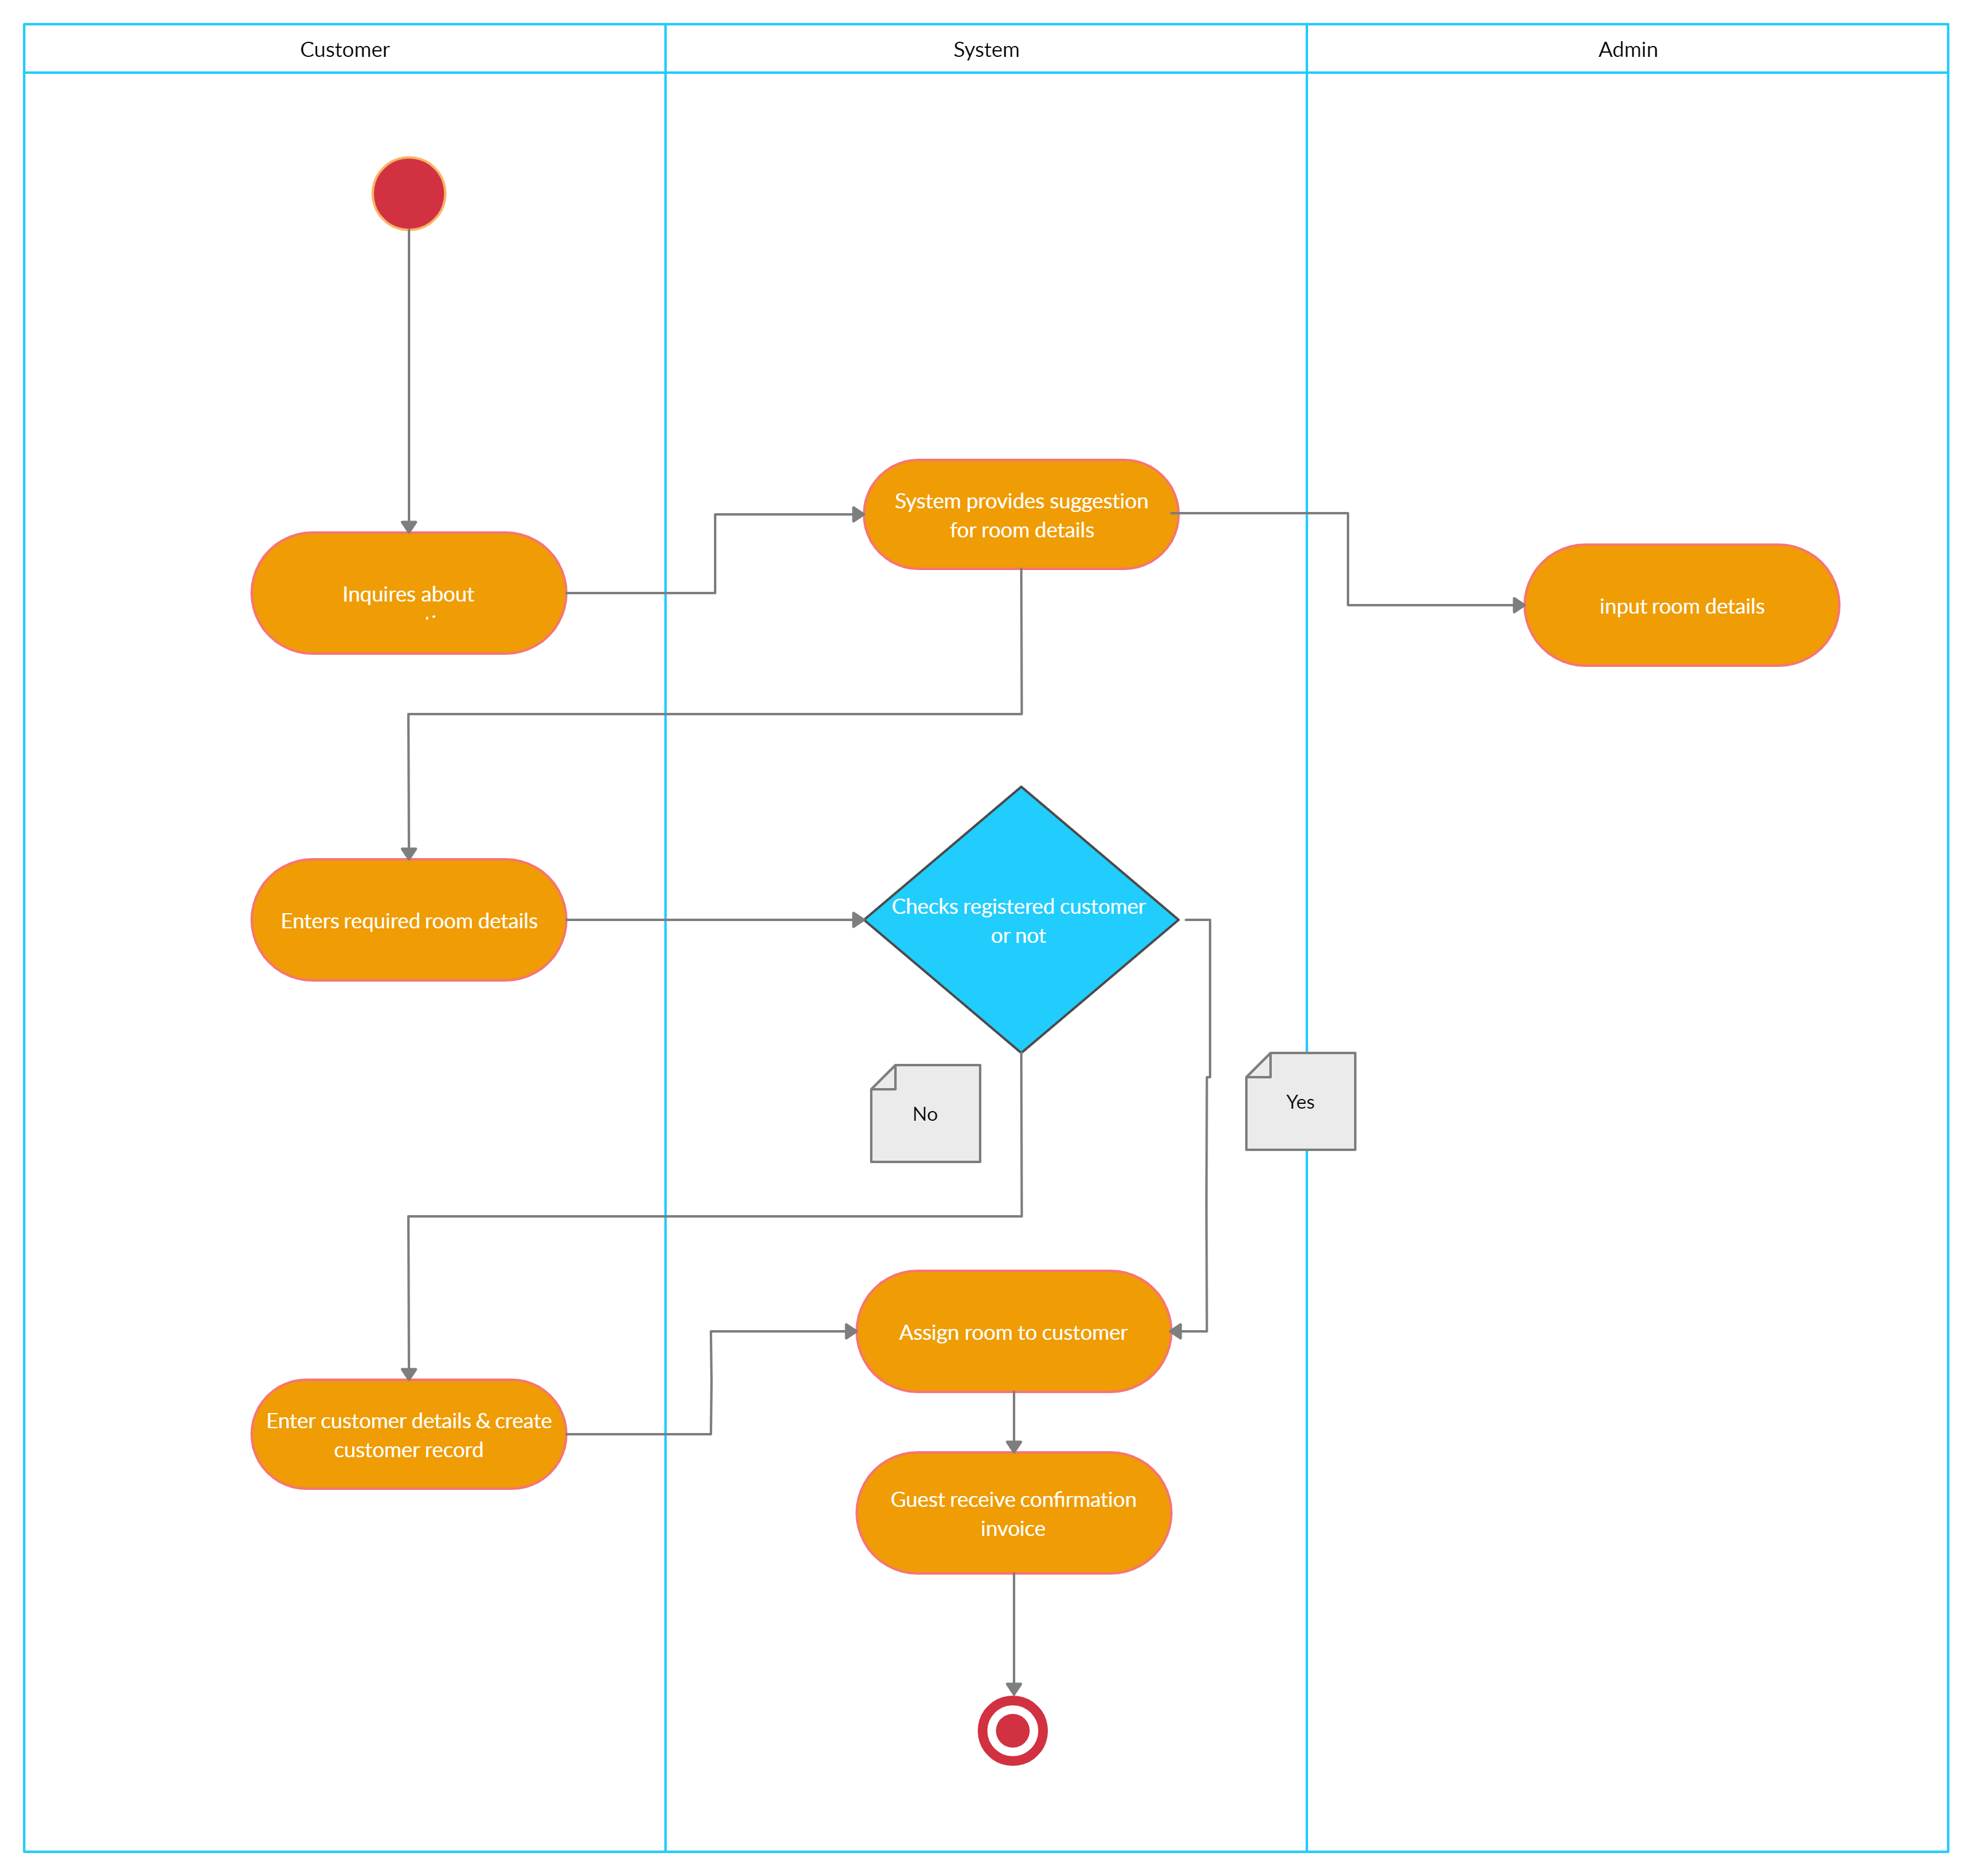 Customer
System
Admin
System provides suggestion
for room details
Inquires about
input room details
Checks registered customer
or not
Enters required room details
Yes
No
Assign room to customer
Enter customer details & create
customer record
Guest receive confirmation
invoice